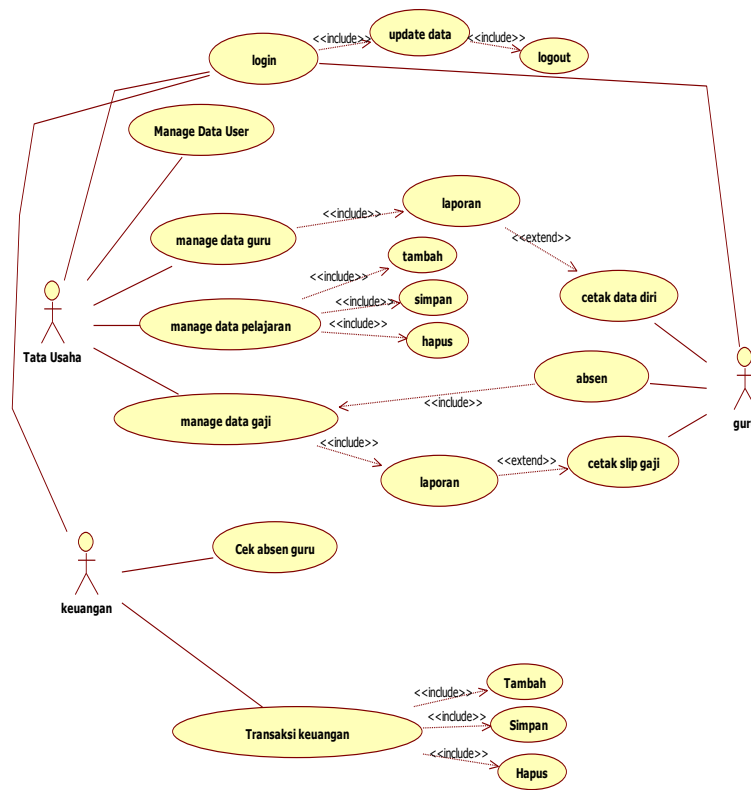 <<include>>
update data
<<include>>
login
logout
Manage Data User
laporan
<<include>>
manage data guru
<<extend>>
tambah
<<include>>
cetak data diri
simpan
<<include>>
manage data pelajaran
<<include>>
hapus
Tata Usaha
absen
<<include>>
manage data gaji
gur
<<include>>
<<extend>>
cetak slip gaji
laporan
Cek absen guru
keuangan
Tambah
<<include>>
<<include>>
Simpan
Transaksi keuangan
<<include>>
Hapus